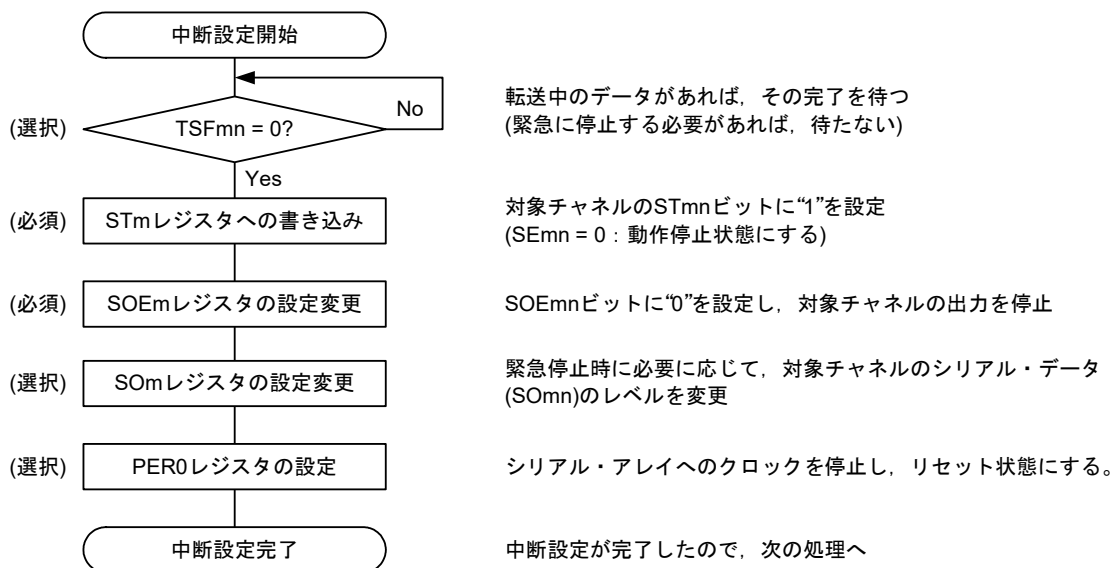 中断設定開始
No
転送中のデータがあれば，その完了を待つ
(緊急に停止する必要があれば，待たない)
(選択)
TSFmn = 0?
Yes
(必須)
STmレジスタへの書き込み
対象チャネルのSTmnビットに“1”を設定
(SEmn = 0：動作停止状態にする)
(必須)
SOEmレジスタの設定変更
SOEmnビットに“0”を設定し，対象チャネルの出力を停止
(選択)
SOmレジスタの設定変更
緊急停止時に必要に応じて，対象チャネルのシリアル・データ
(SOmn)のレベルを変更
(選択)
PER0レジスタの設定
シリアル・アレイへのクロックを停止し，リセット状態にする。
中断設定完了
中断設定が完了したので，次の処理へ